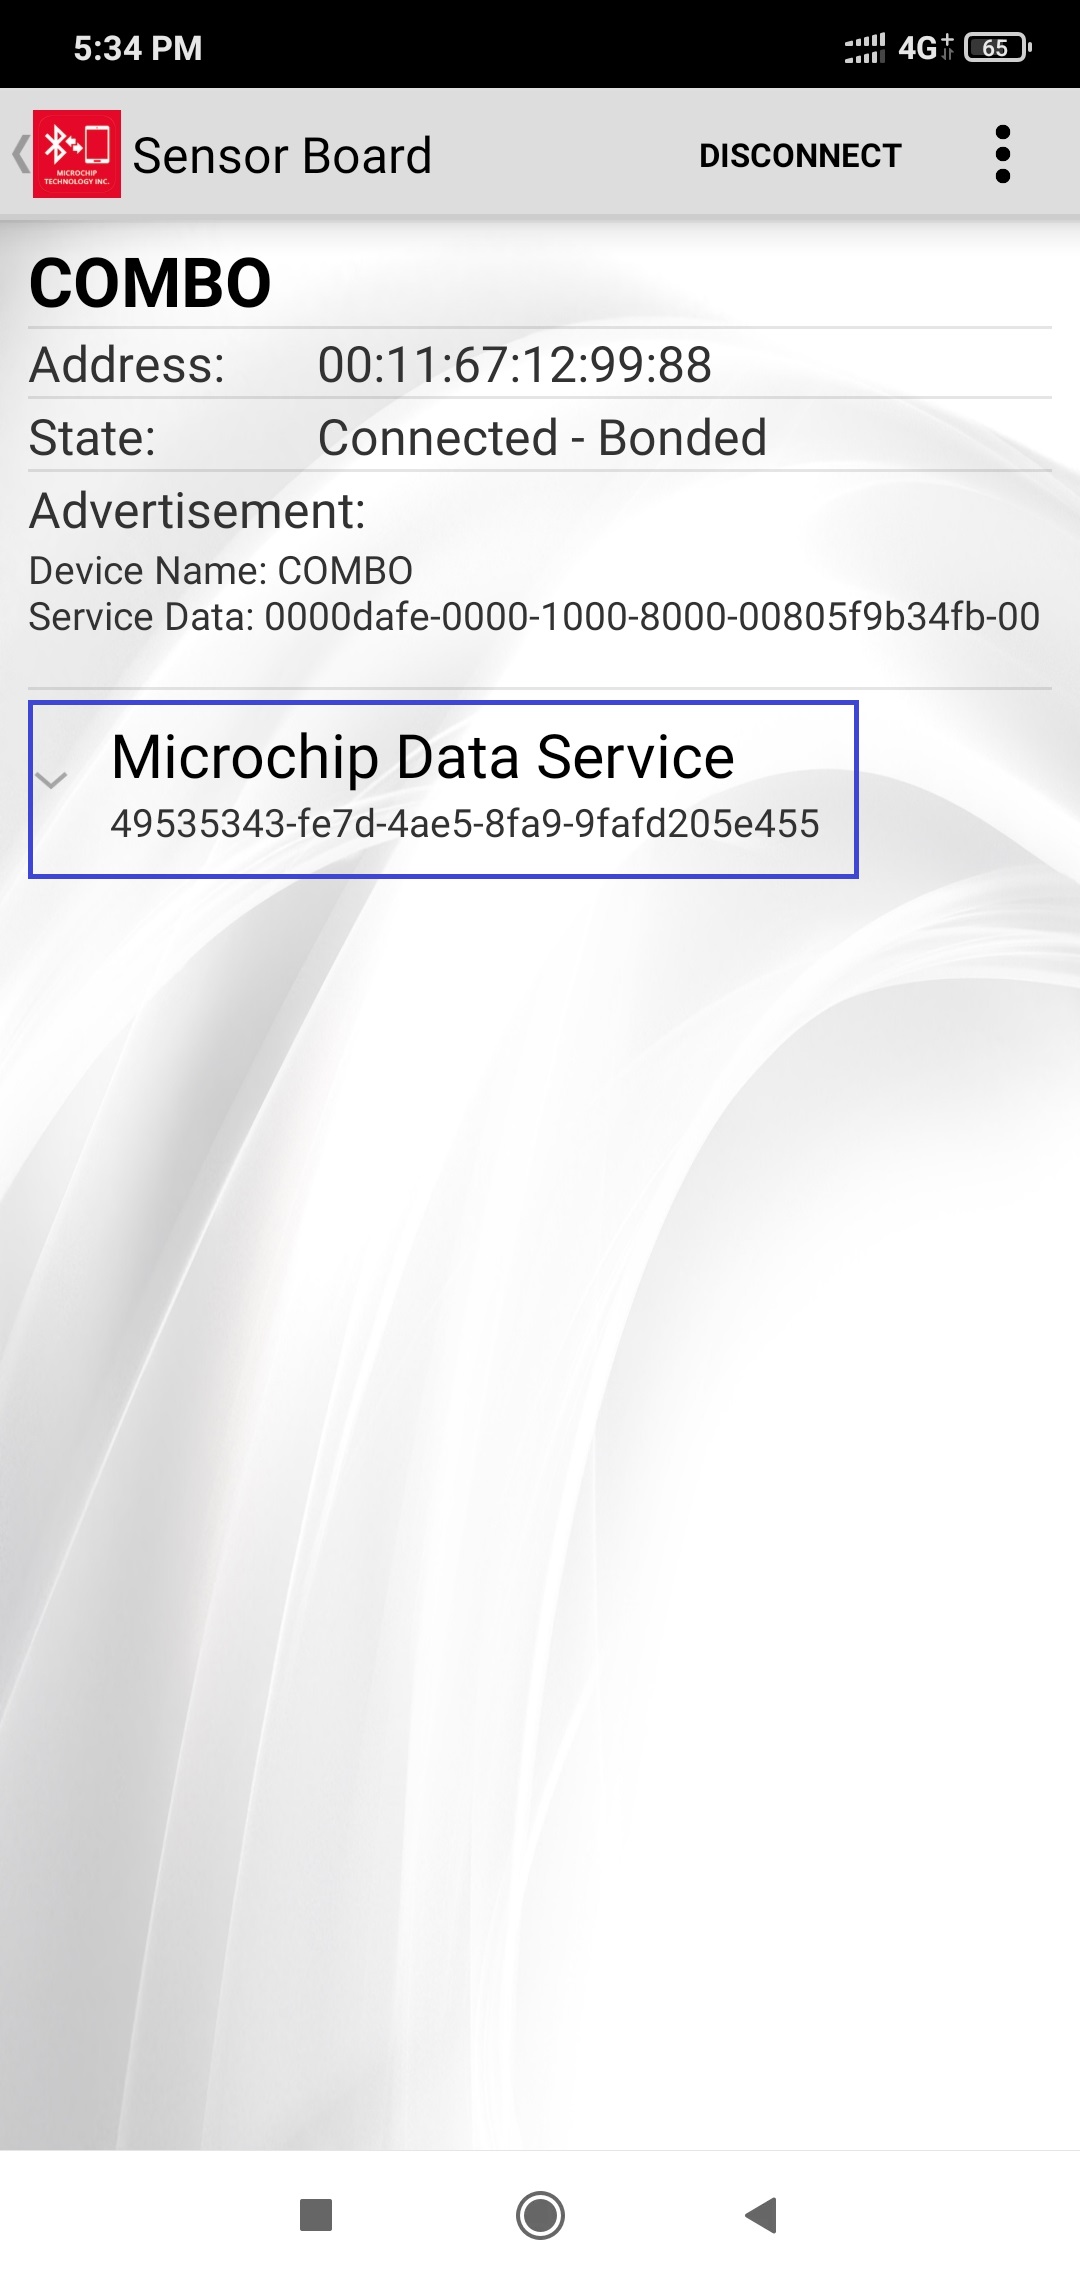 5:34 PM 4G+ 65
MICROCHIP
TECHNOLOGY INC.
Sensor Board DISCONNECT
COMBO
Address: 00:11:67:12:99:88
State: Connected - Bonded
Advertisement:
Device Name: COMBO
Service Data: 0000dafe-0000-1000-8000-00805f9b34fb-00
Microchip Data Service
49535343-fe7d-4ae5-8fa9-9fafd205e455